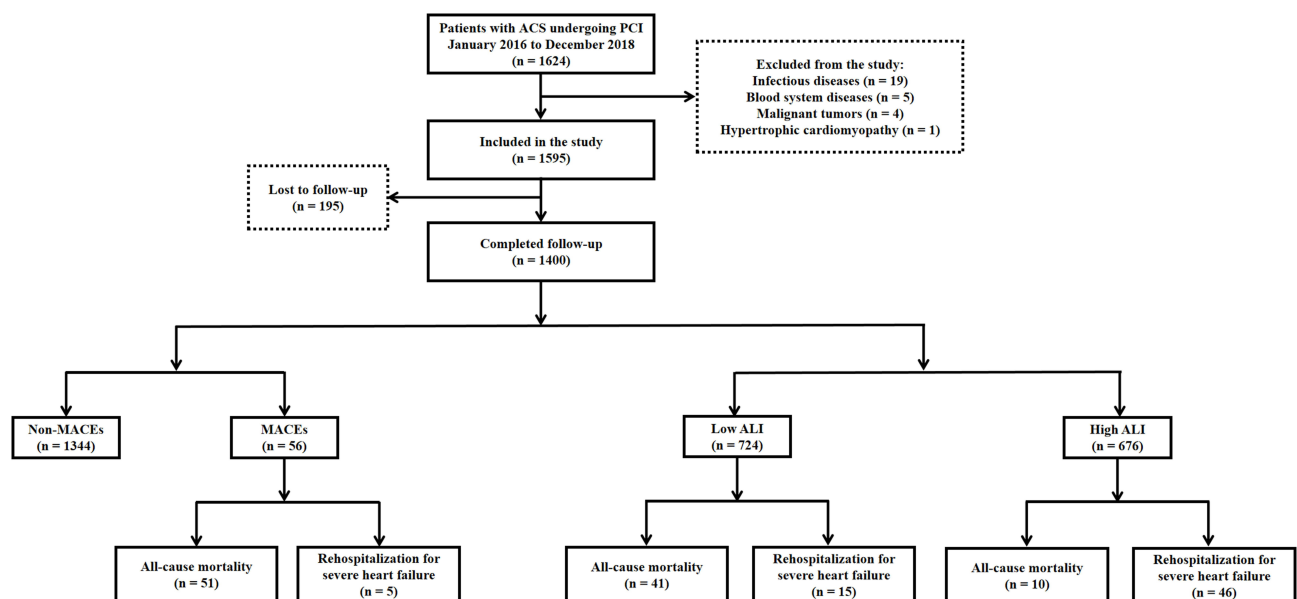 Patients with ACS undergoing PCI
January 2016 to December 2018
(n = 1624)
Excluded from the study:
Infectious diseases (n = 19)
Blood system diseases (n = 5)
Malignant tumors (n = 4)
Hypertrophic cardiomyopathy (n = 1)
Included in the study
(n = 1595)
Lost to follow-up
(n = 195)
Completed follow-up
(n = 1400)
Non-MACEs
(n = 1344)
MACEs
(n = 56)
Low ALI
(n = 724)
High ALI
(n = 676)
All-cause mortality
(n = 51)
Rehospitalization for
severe heart failure
(n = 5)
All-cause mortality
(n = 41)
Rehospitalization for
severe heart failure
(n = 15)
All-cause mortality
(n = 10)
Rehospitalization for
severe heart failure
(n = 46)